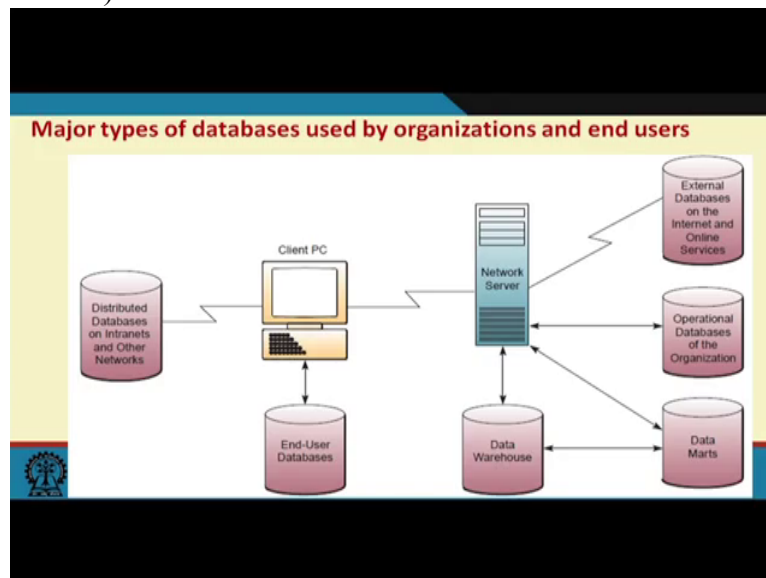 Major types of databases used by organizations and end users
External
Databases
on the
Internet and
Online
Services
Client PC
Network
Server
Distributed
Databases
on Intranets
and Other
Networks
Operational
Databases
of the
Organization
End-User
Databases
Data
Warehouse
Data
Marts